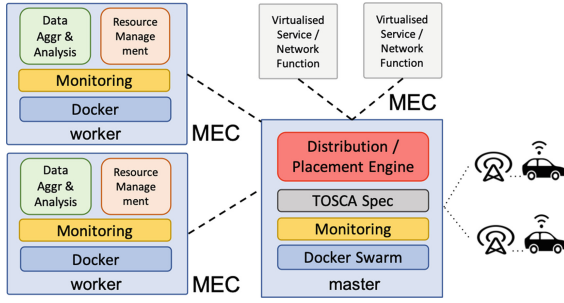 Data
Aggr &
Analysis
Resource
Manage
ment
Monitoring
Docker
worker
MEC
Data
Aggr &
Analysis
Resource
Manage
ment
Monitoring
Docker
worker
MEC
Virtualised
Service /
Network
Function
Virtualised
Service /
Network
Function
MEC
Distribution /
Placement Engine
TOSCA Spec
Monitoring
Docker Swarm
master